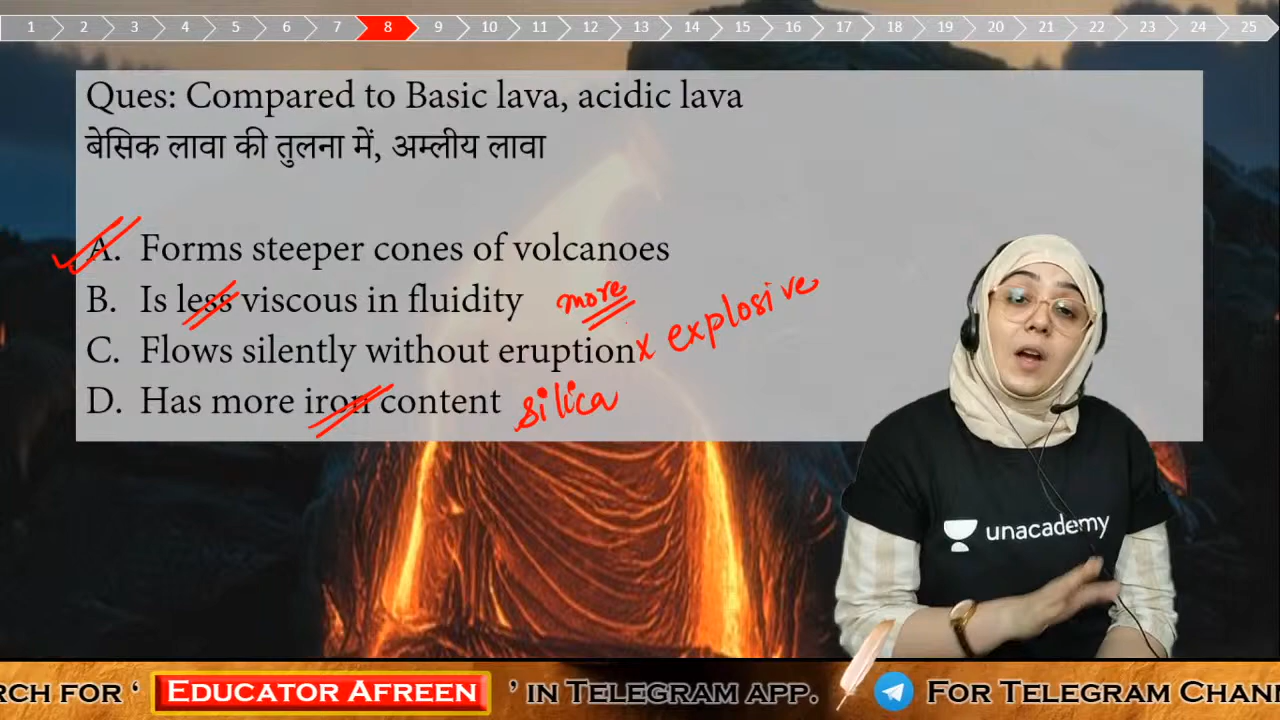 1 2 3 4 5 6 7 8 9 10 11 12 13 14 15 16 17 18 19 20 21 22 23 24 25
Ques: Compared to Basic lava, acidic lava
बेसिक लावा की तुलना में, अम्लीय लावा
A. Forms steeper cones of volcanoes
B. Is less viscous in fluidity more
C. Flows silently without eruption x explosive
D. Has more iron content silica
unacademy
RCH FOR ‘ EDUCATOR AFREEN ’ IN TELEGRAM APP. FOR TELEGRAM CHAN